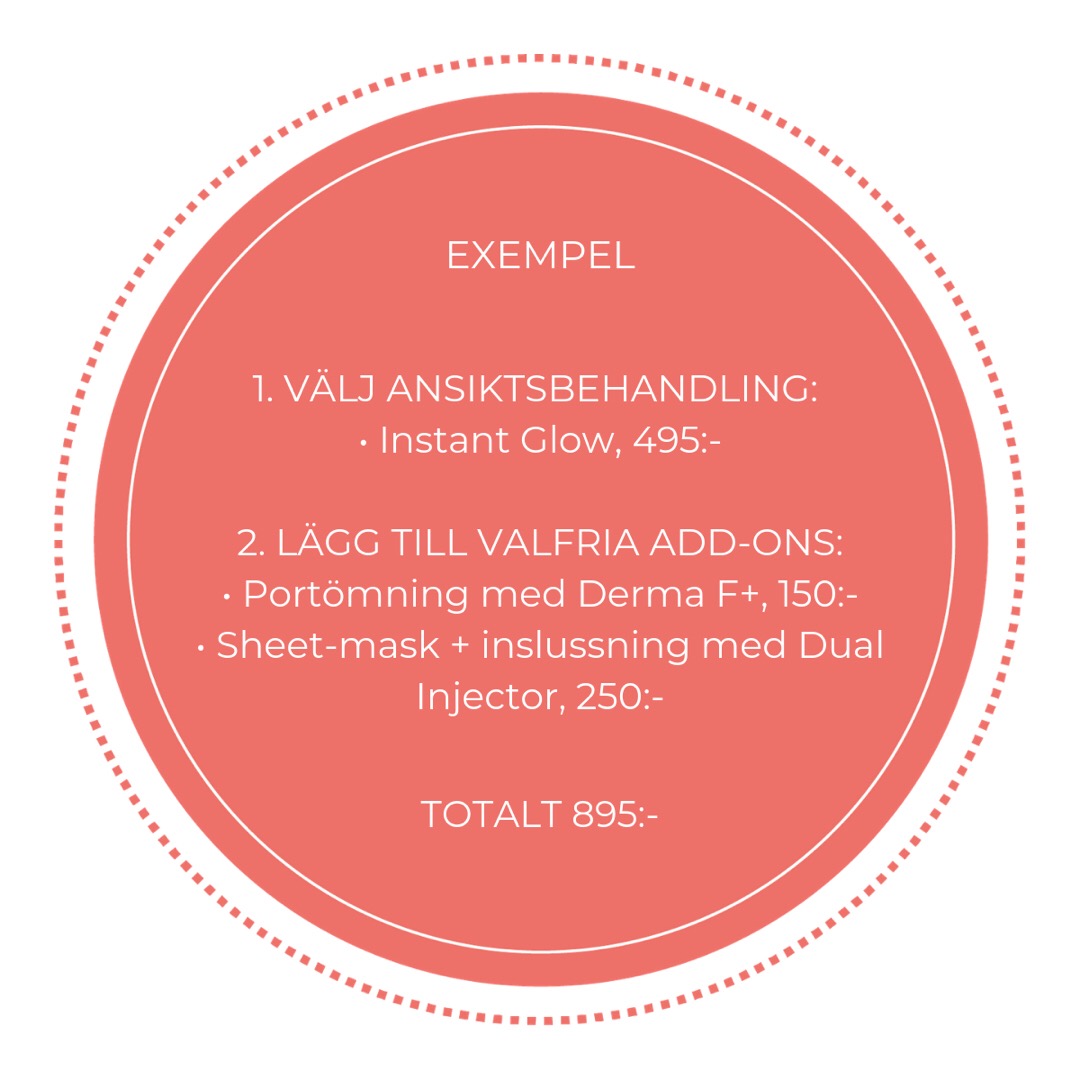 EXEMPEL
1. VÄLJ ANSIKTSBEHANDLING:
• Instant Glow, 495:-
2. LÄGG TILL VALFRIA ADD-ONS:
• Portömning med Derma F+, 150:-
• Sheet-mask + inslussning med Dual
Injector, 250:-
TOTALT 895:-